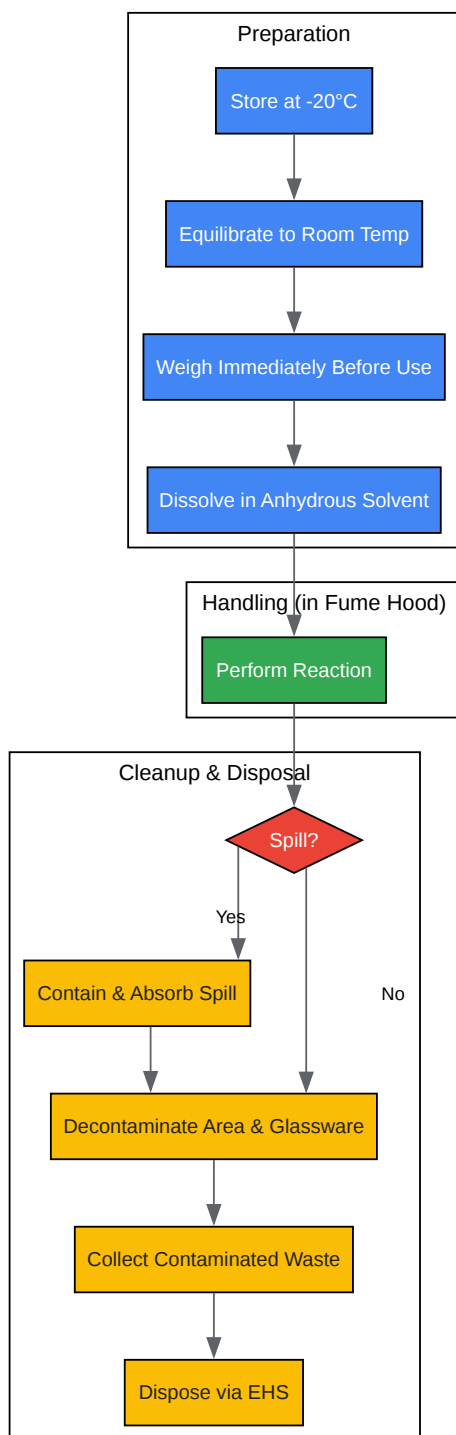 Preparation
Store at -20°C
Equilibrate to Room Temp
Weigh Immediately Before Use
Dissolve in Anhydrous Solvent
Handling (in Fume Hood)
Perform Reaction
Cleanup & Disposal
Spill?
Yes
Contain & Absorb Spill
No
Decontaminate Area & Glassware
Collect Contaminated Waste
Dispose via EHS